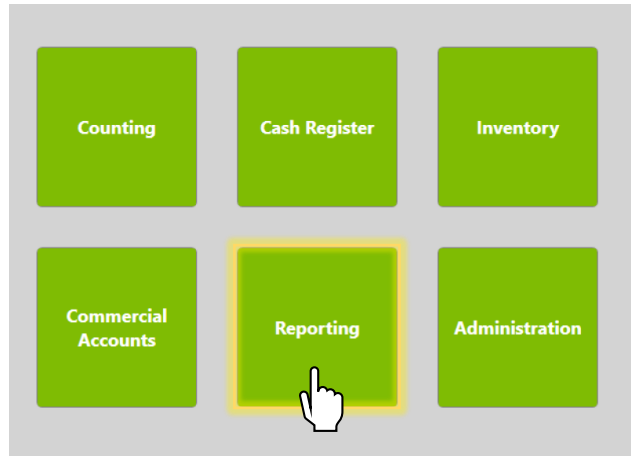 Counting
Cash Register
Inventory
Commercial
Accounts
Reporting
Administration